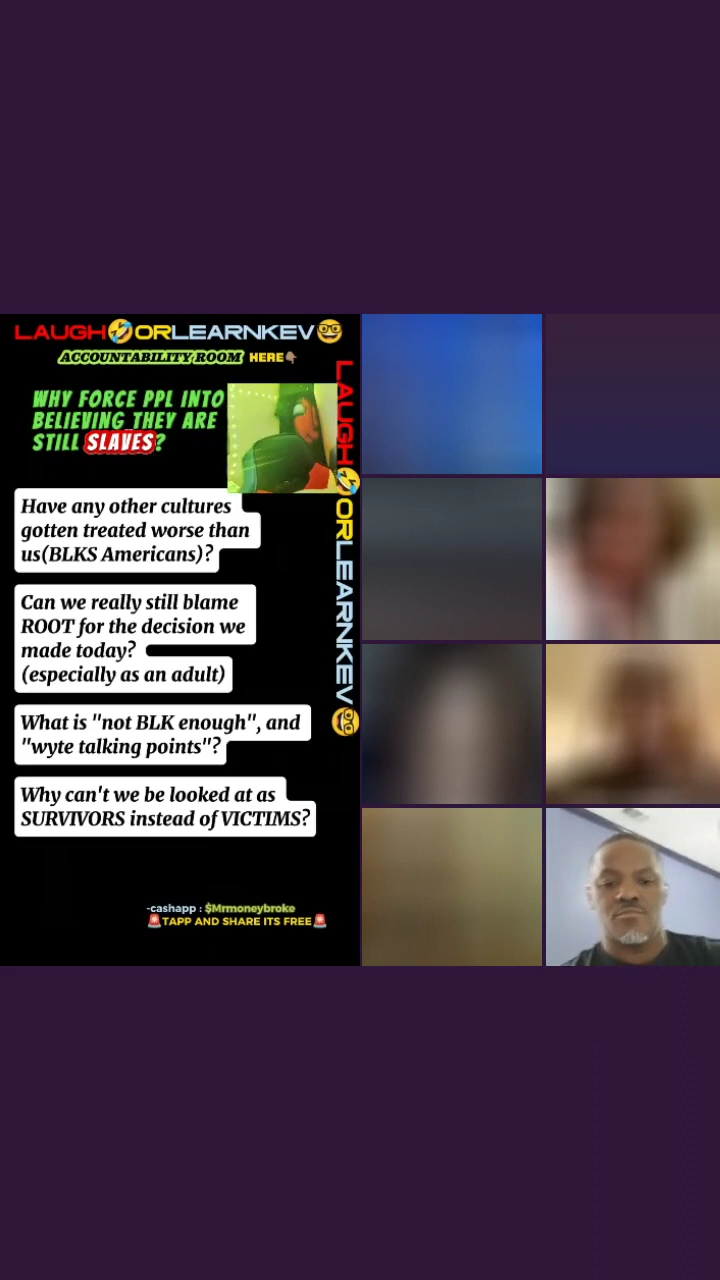 LAUGH🤣ORLEARNKEV🤓
ACCOUNTABILITY ROOM HERE👇🏽
WHY FORCE PPL INTO
BELIEVING THEY ARE
STILL SLAVES?
Have any other cultures
gotten treated worse than
us(BLKS Americans)?
Can we really still blame
ROOT for the decision we
made today?
(especially as an adult)
What is "not BLK enough", and
"wyte talking points"?
Why can't we be looked at as
SURVIVORS instead of VICTIMS?
-cashapp : $Mrmoneybroke
🚨TAPP AND SHARE ITS FREE🚨
LAUGH🤣ORLEARNKEV🤓